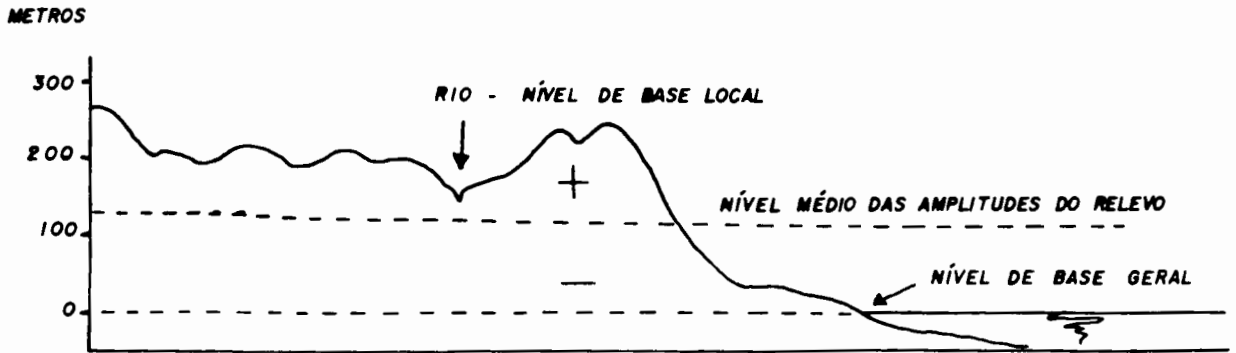 METROS
300
RIO - NÍVEL DE BASE LOCAL
200
+
NÍVEL MÉDIO DAS AMPLITUDES DO RELEVO
100
—
NÍVEL DE BASE GERAL
0